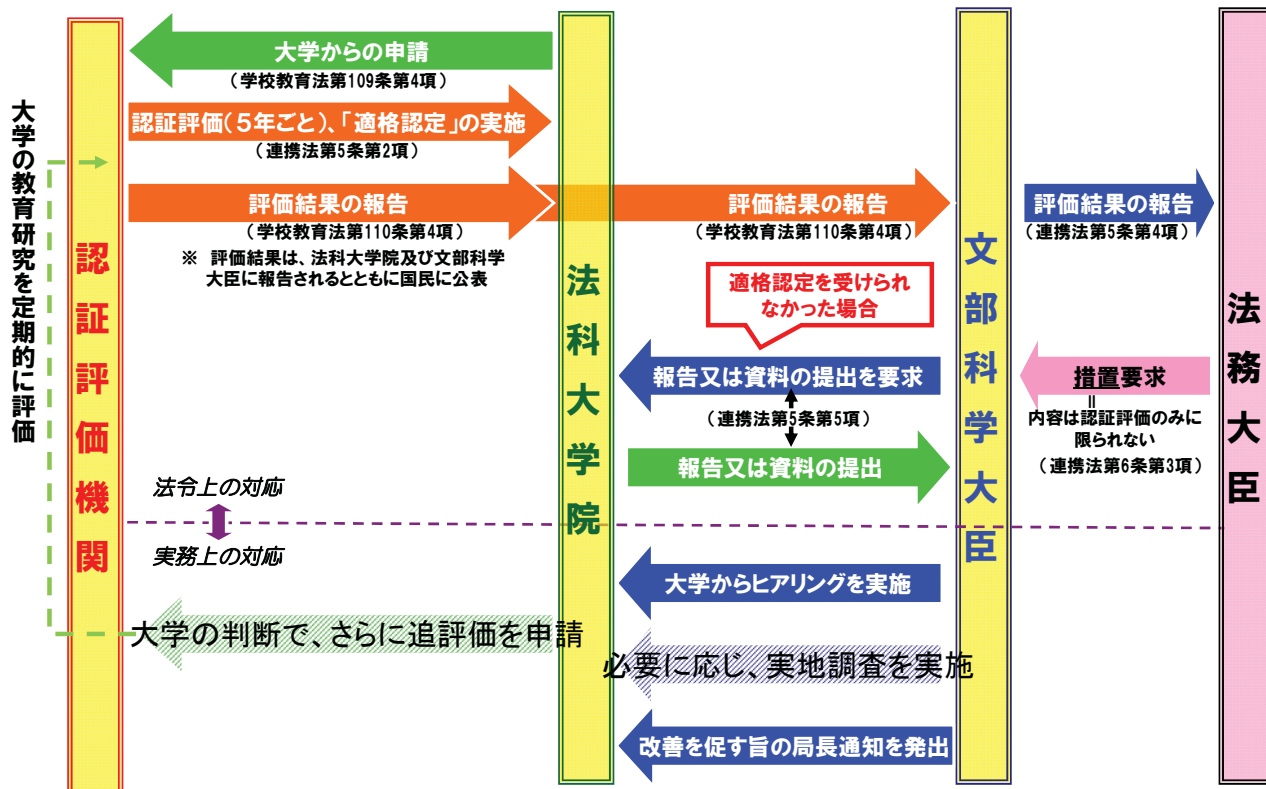 大学からの申請
（学校教育法第109条第4項）
認証評価（5年ごと）、「適格認定」の実施
（連携法第5条第2項）
評価結果の報告
（学校教育法第110条第4項）
※　評価結果は、法科大学院及び文部科学
大臣に報告されるとともに国民に公表
評価結果の報告
（学校教育法第110条第4項）
評価結果の報告
（連携法第5条第4項）
大学の教育研究を定期的に評価
認証評価機関
法科大学院
文部科学大臣
法務大臣
適格認定を受けられ
なかった場合
報告又は資料の提出を要求
（連携法第5条第5項）
報告又は資料の提出
措置要求
＝
内容は認証評価のみに
限られない
（連携法第6条第3項）
法令上の対応
実務上の対応
大学からヒアリングを実施
大学の判断で、さらに追評価を申請
必要に応じ、実地調査を実施
改善を促す旨の局長通知を発出